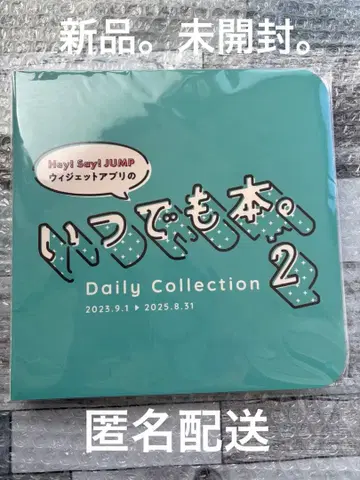 新品。未開封。
Hey! Say! JUMP
ウィジェットアプリの
いつでも本。2
Daily Collection
2023.9.1 ▶ 2025.8.31
匿名配送